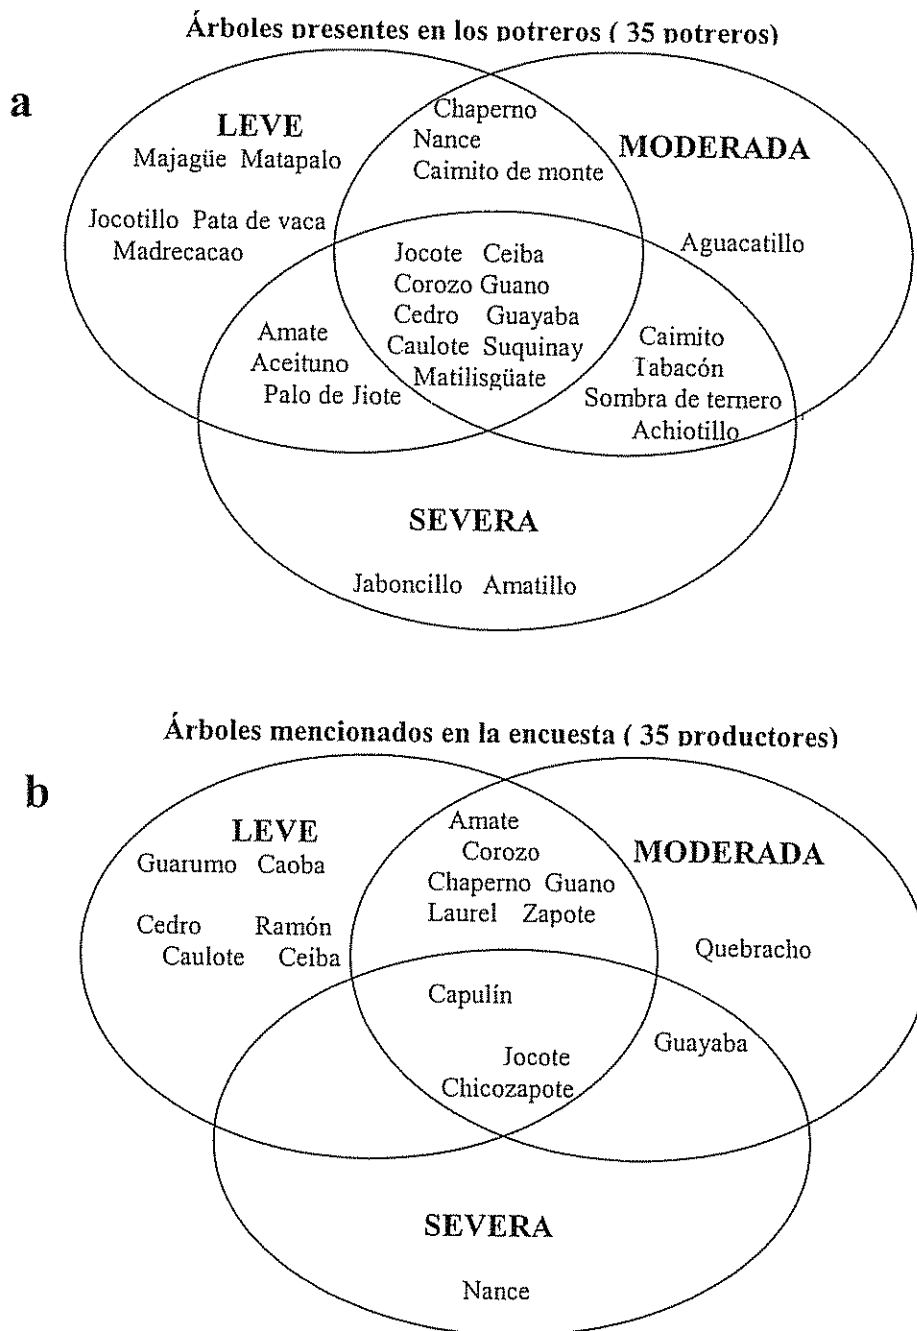 Árboles presentes en los potreros ( 35 potreros)
a
LEVE
Majagüe Matapalo
Jocotillo Pata de vaca
Madrecacao
Chaperno
Nance
Caimito de monte
MODERADA
Aguacatillo
Jocote Ceiba
Corozo Guano
Cedro Guayaba
Caulote Suquinay
Matilisgüate
Amate
Aceituno
Palo de Jiote
Caimito
Tabacón
Sombra de ternero
Achiotillo
SEVERA
Jaboncillo Amatillo
Árboles mencionados en la encuesta ( 35 productores)
b
LEVE
Guarumo Caoba
Cedro Ramón
Caulote Ceiba
Amate
Corozo
Chaperno Guano
Laurel Zapote
MODERADA
Quebracho
Capulín
Jocote
Chicozapote
Guayaba
SEVERA
Nance